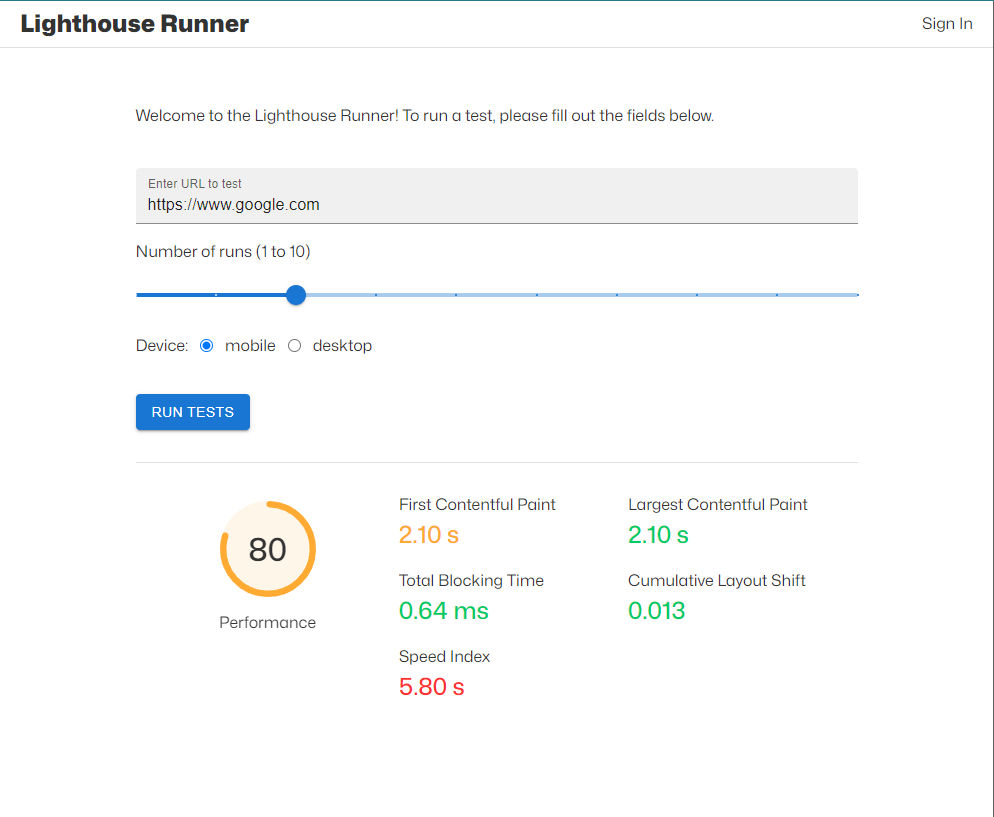 Lighthouse Runner
Sign In
Welcome to the Lighthouse Runner! To run a test, please fill out the fields below.
Enter URL to test
https://www.google.com
Number of runs (1 to 10)
Device: mobile desktop
RUN TESTS
80
Performance
First Contentful Paint
2.10 s
Largest Contentful Paint
2.10 s
Total Blocking Time
0.64 ms
Cumulative Layout Shift
0.013
Speed Index
5.80 s